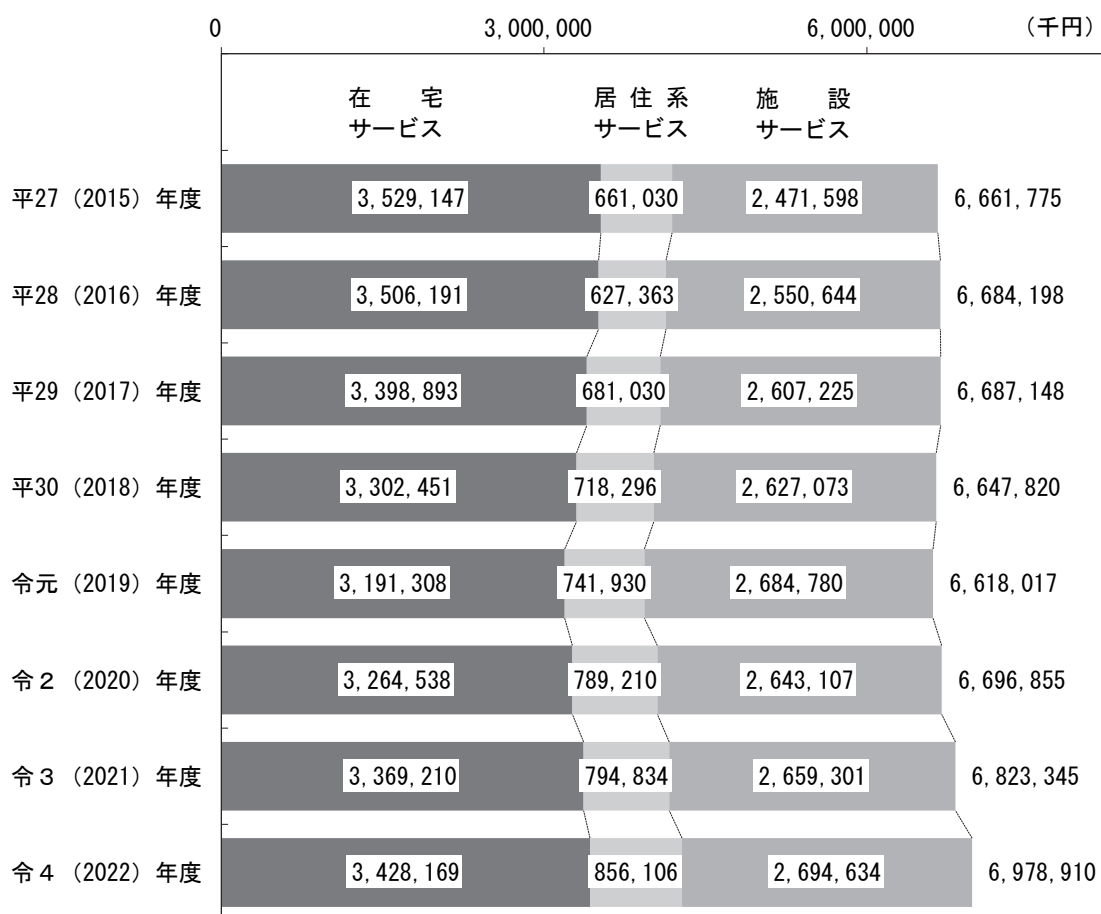 0 3,000,000 6,000,000 （千円）
在　宅 居住系 施　設
サービス サービス サービス
平27（2015）年度 3,529,147 661,030 2,471,598 6,661,775
平28（2016）年度 3,506,191 627,363 2,550,644 6,684,198
平29（2017）年度 3,398,893 681,030 2,607,225 6,687,148
平30（2018）年度 3,302,451 718,296 2,627,073 6,647,820
令元（2019）年度 3,191,308 741,930 2,684,780 6,618,017
令２（2020）年度 3,264,538 789,210 2,643,107 6,696,855
令３（2021）年度 3,369,210 794,834 2,659,301 6,823,345
令４（2022）年度 3,428,169 856,106 2,694,634 6,978,910